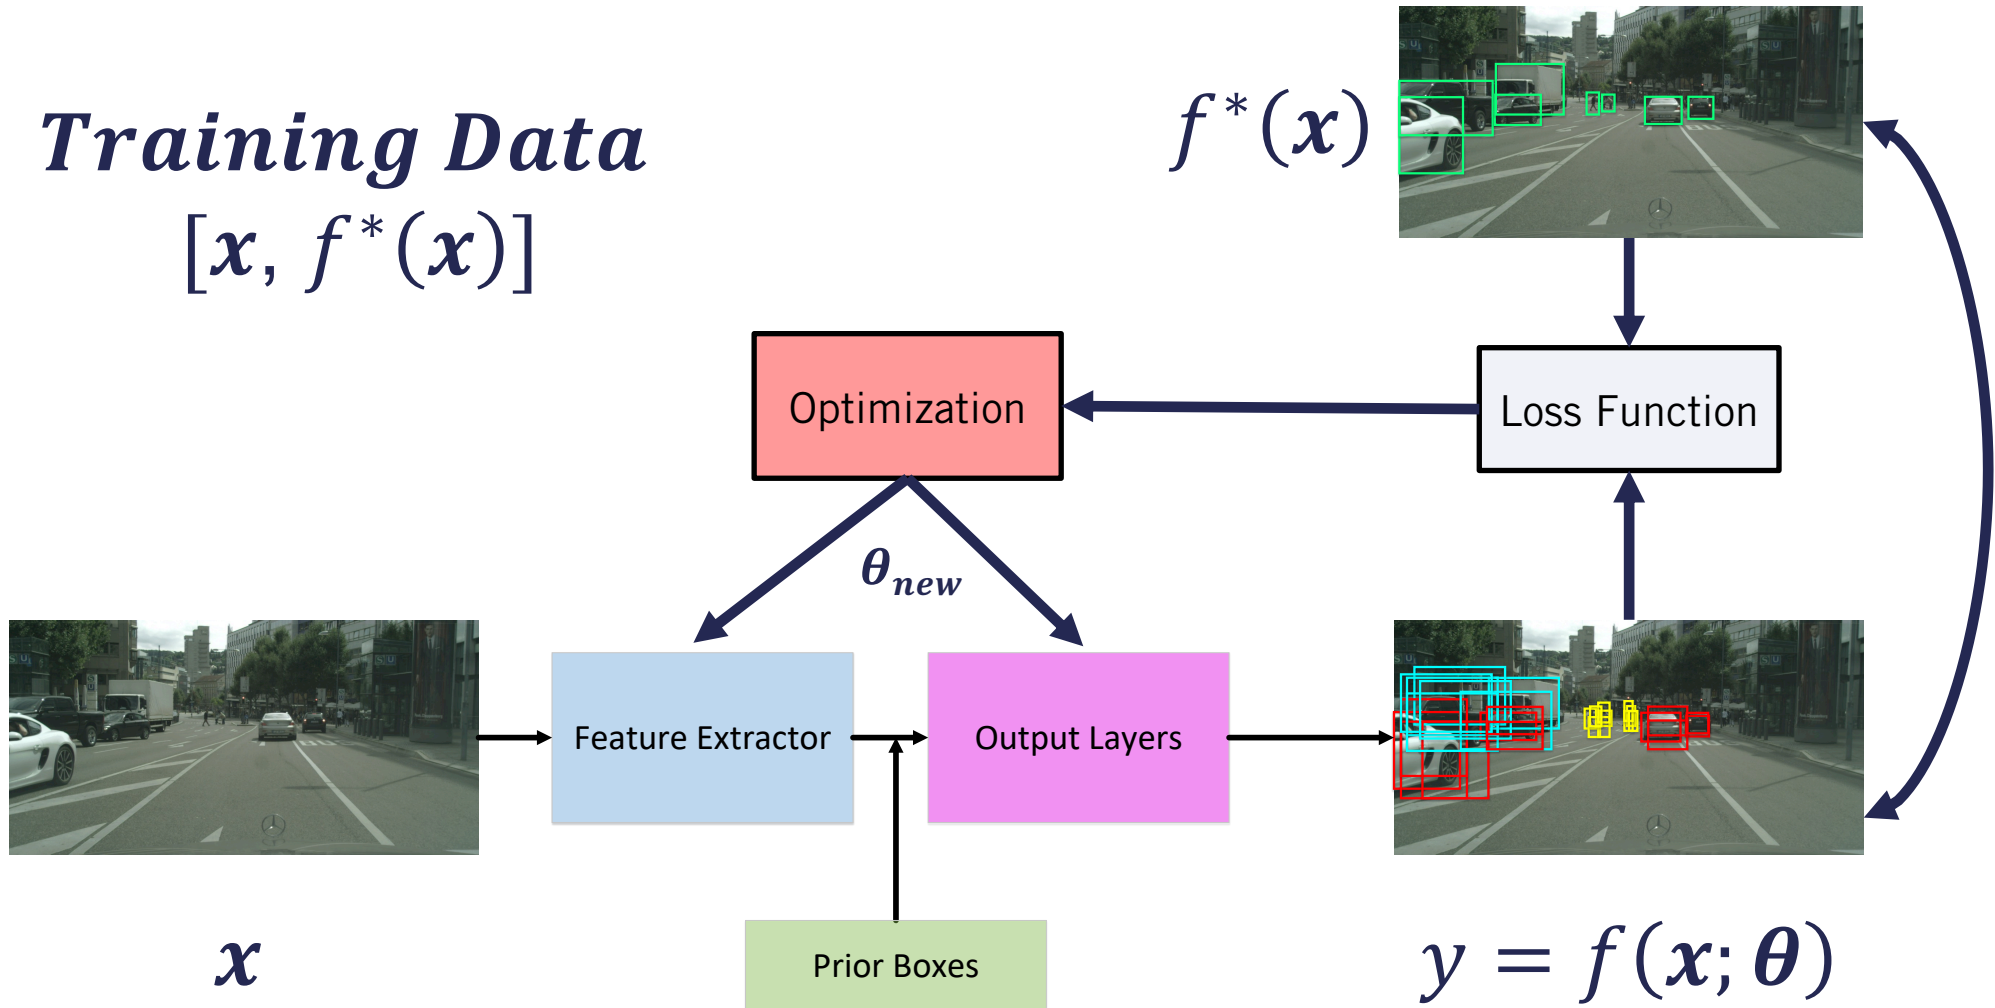 Training Data
[x, f*(x)]
f*(x)
Optimization
Loss Function
θnew
Feature Extractor
Output Layers
Prior Boxes
x
y = f(x; θ)